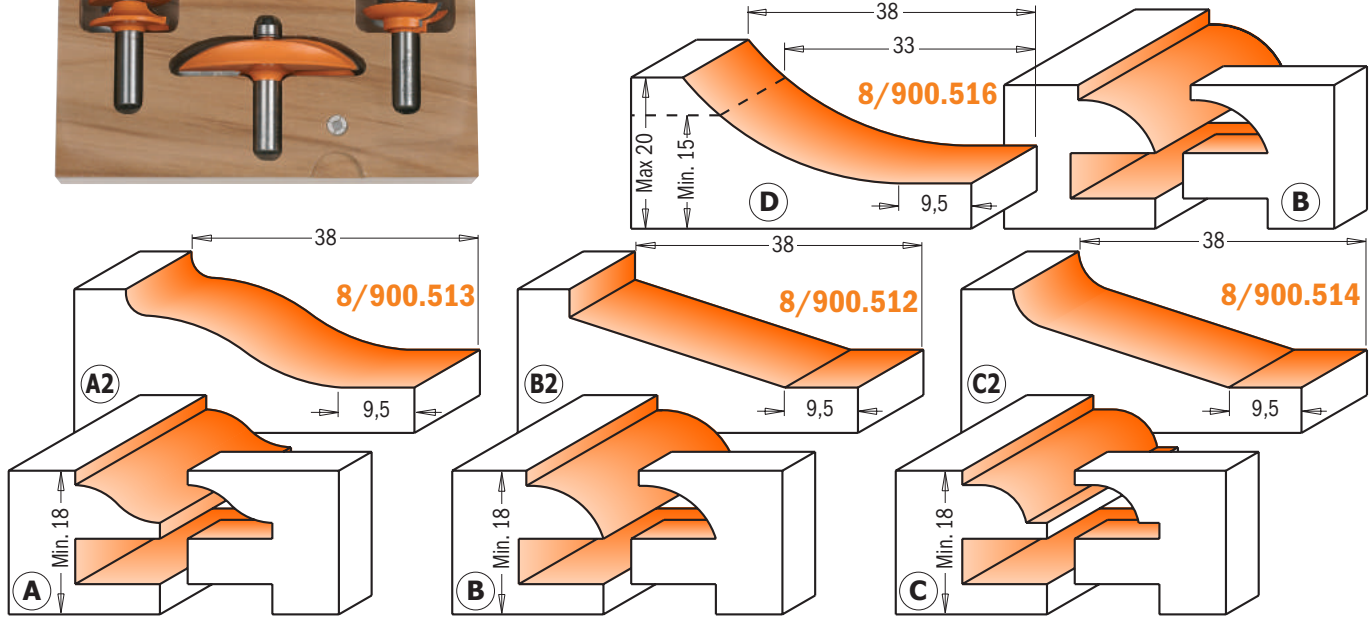 38
33
8/900.516
Max 20
Min. 15
9,5
D
B
38
8/900.513
A2
9,5
38
8/900.512
B2
9,5
38
8/900.514
C2
9,5
Min. 18
A
Min. 18
B
Min. 18
C